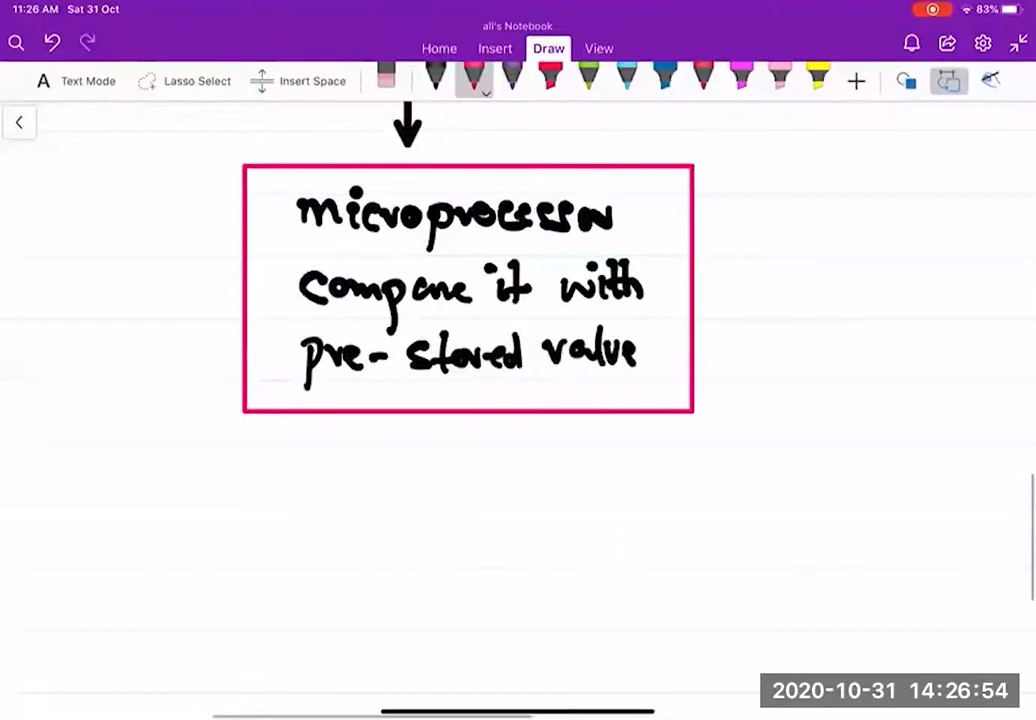 11:26 AM Sat 31 Oct
83%
ali's Notebook
Home Insert Draw View
A Text Mode Lasso Select Insert Space
microprocessor
compare it with
pre-stored value
2020-10-31 14:26:54